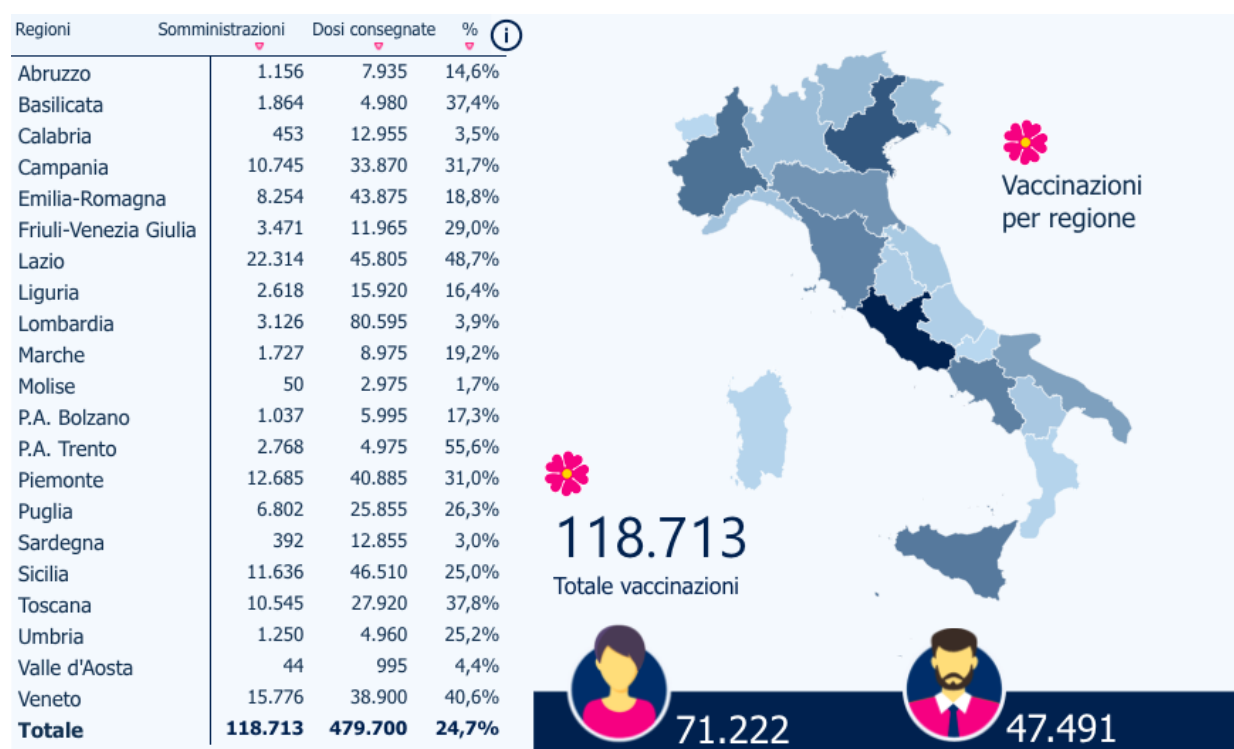 Regioni Somministrazioni Dosi consegnate % i
Abruzzo 1.156 7.935 14,6%
Basilicata 1.864 4.980 37,4%
Calabria 453 12.955 3,5%
Campania 10.745 33.870 31,7%
Emilia-Romagna 8.254 43.875 18,8%
Friuli-Venezia Giulia 3.471 11.965 29,0%
Lazio 22.314 45.805 48,7%
Liguria 2.618 15.920 16,4%
Lombardia 3.126 80.595 3,9%
Marche 1.727 8.975 19,2%
Molise 50 2.975 1,7%
P.A. Bolzano 1.037 5.995 17,3%
P.A. Trento 2.768 4.975 55,6%
Piemonte 12.685 40.885 31,0%
Puglia 6.802 25.855 26,3%
Sardegna 392 12.855 3,0%
Sicilia 11.636 46.510 25,0%
Toscana 10.545 27.920 37,8%
Umbria 1.250 4.960 25,2%
Valle d'Aosta 44 995 4,4%
Veneto 15.776 38.900 40,6%
Totale 118.713 479.700 24,7%
Vaccinazioni
per regione
118.713
Totale vaccinazioni
71.222
47.491